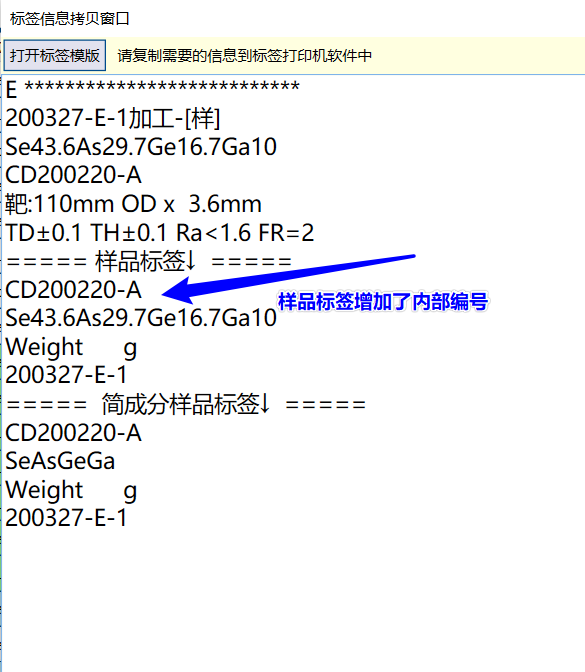 标签信息拷贝窗口
打开标签模版 请复制需要的信息到标签打印机软件中
E ***************************
200327-E-1加工-[样]
Se43.6As29.7Ge16.7Ga10
CD200220-A
靶:110mm OD x  3.6mm
TD±0.1 TH±0.1 Ra<1.6 FR=2
===== 样品标签↓ =====
CD200220-A
样品标签增加了内部编号
Se43.6As29.7Ge16.7Ga10
Weight      g
200327-E-1
===== 简成分样品标签↓ =====
CD200220-A
SeAsGeGa
Weight      g
200327-E-1